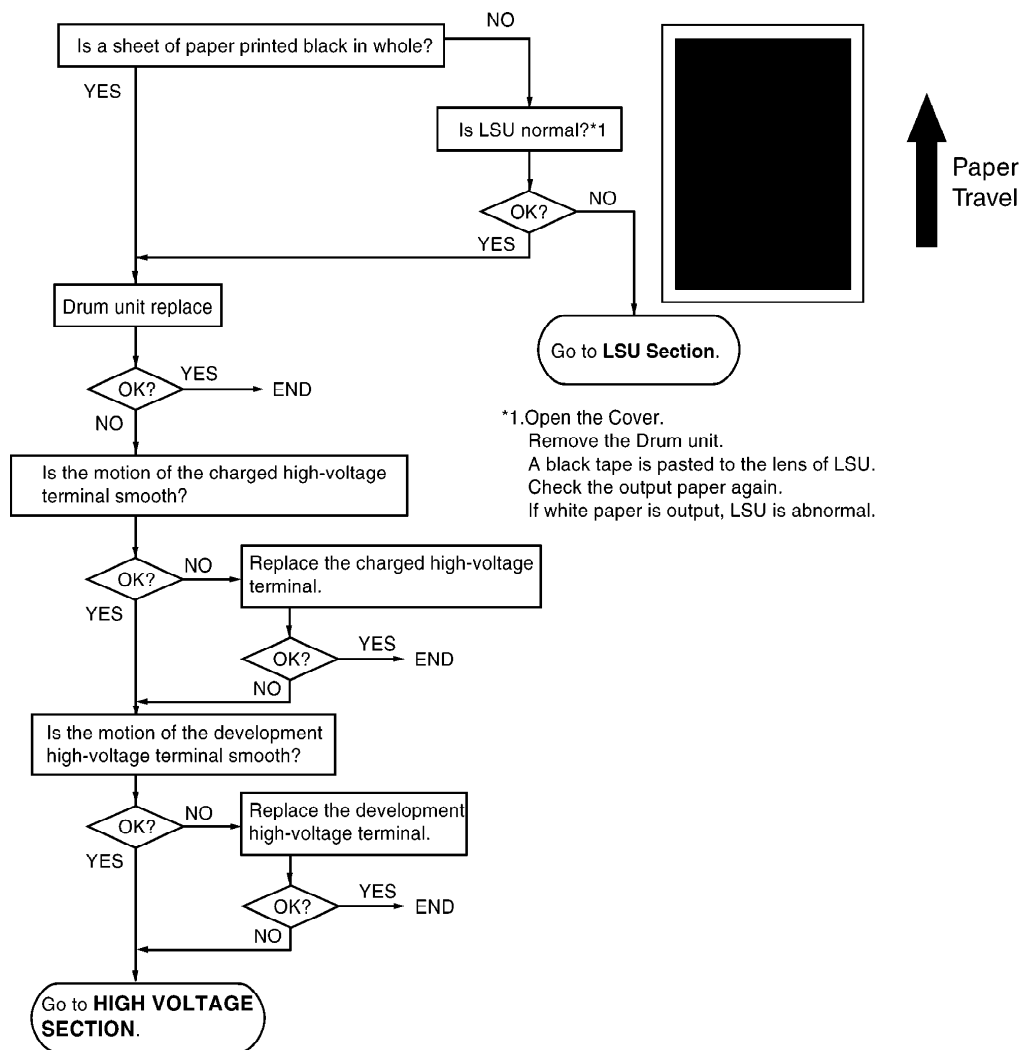 Is a sheet of paper printed black in whole?
NO
YES
Is LSU normal?*1
OK?
NO
YES
Paper
Travel
Drum unit replace
Go to LSU Section.
OK?
YES
END
NO
*1.Open the Cover.
Remove the Drum unit.
A black tape is pasted to the lens of LSU.
Check the output paper again.
If white paper is output, LSU is abnormal.
Is the motion of the charged high-voltage
terminal smooth?
OK?
NO
YES
Replace the charged high-voltage
terminal.
OK?
YES
END
NO
Is the motion of the development
high-voltage terminal smooth?
OK?
NO
YES
Replace the development
high-voltage terminal.
OK?
YES
END
NO
Go to HIGH VOLTAGE
SECTION.